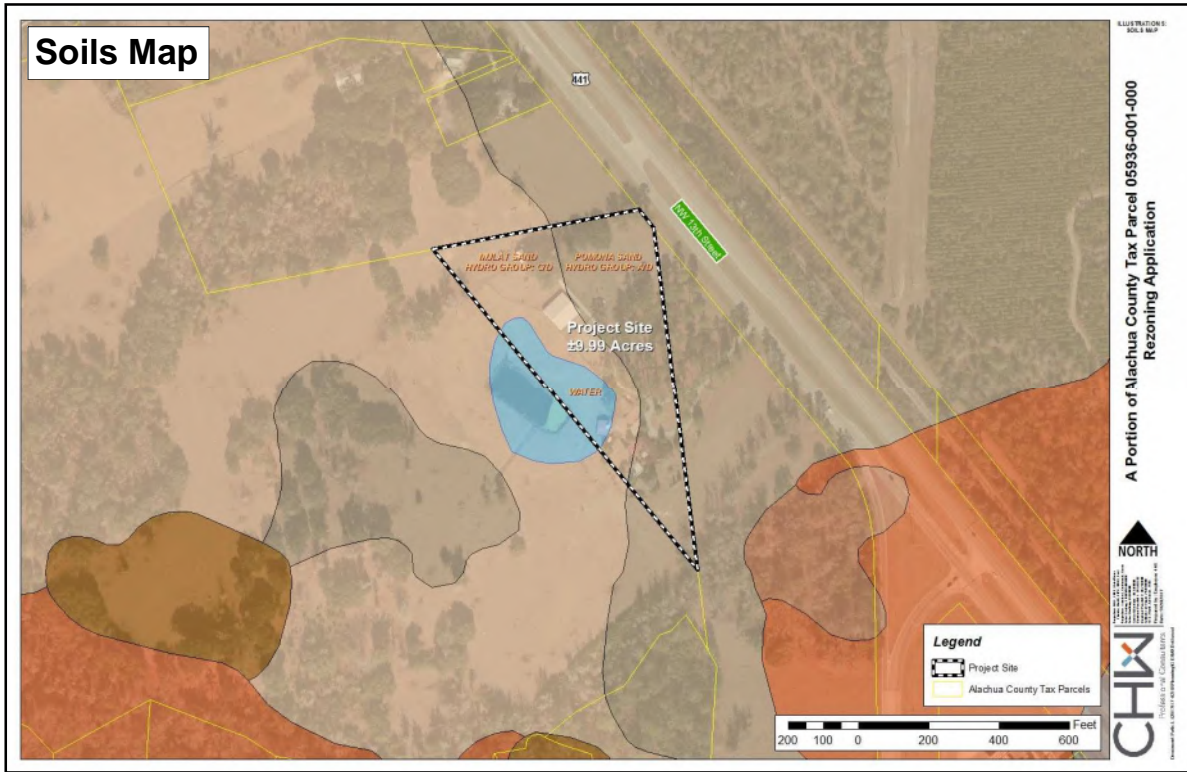 Soils Map
ILLUSTRATION 5:
SOILS MAP
441
NW 13th Street
MULAT SAND
HYDRO GROUP: C/D
POMONA SAND
HYDRO GROUP: A/D
Project Site
±9.99 Acres
WATER
A Portion of Alachua County Tax Parcel 05936-001-000
Rezoning Application
NORTH
CHW
Professional Consultants
Legend
Project Site
Alachua County Tax Parcels
Feet
200 100 0 200 400 600